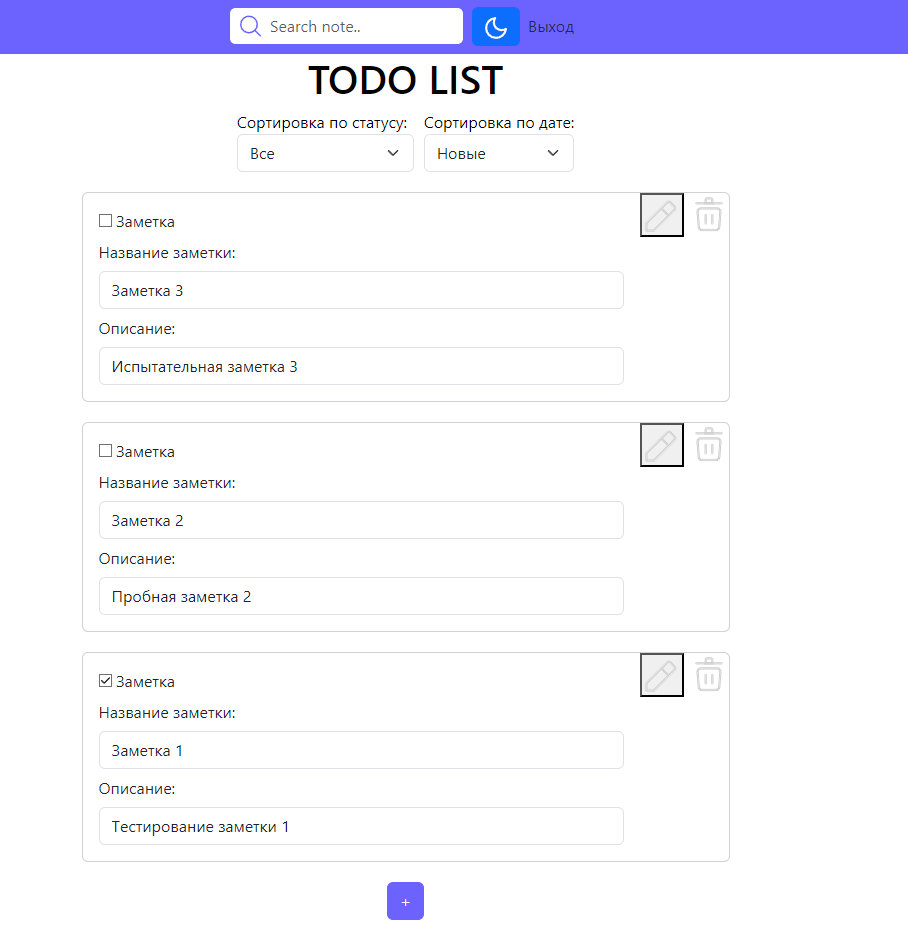 Search note..
Выход
TODO LIST
Сортировка по статусу: Сортировка по дате:
Все Новые
Заметка
Название заметки:
Заметка 3
Описание:
Испытательная заметка 3
Заметка
Название заметки:
Заметка 2
Описание:
Пробная заметка 2
Заметка
Название заметки:
Заметка 1
Описание:
Тестирование заметки 1
+